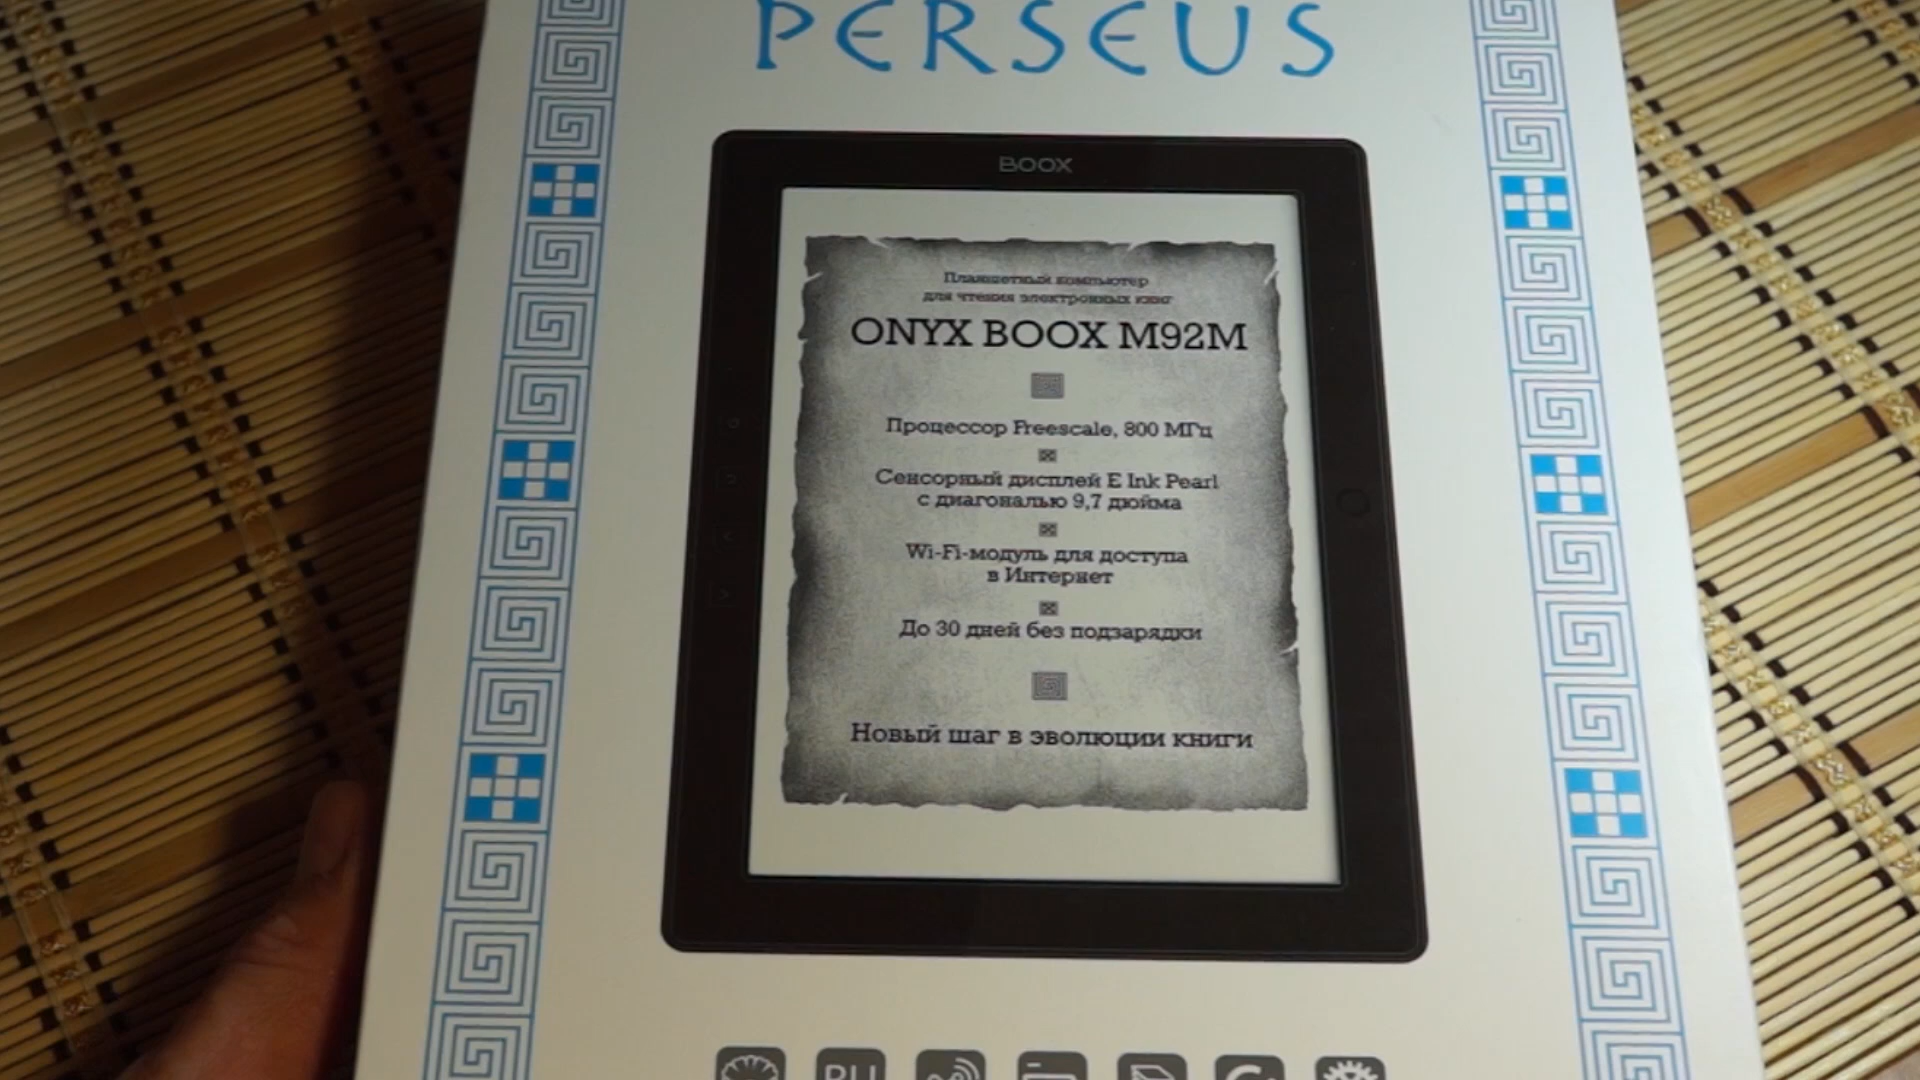 PERSEUS
BOOX
Планшетный компьютер
для чтения электронных книг
ONYX BOOX M92M
Процессор Freescale, 800 МГц
Сенсорный дисплей E Ink Pearl
с диагональю 9,7 дюйма
Wi-Fi-модуль для доступа
в Интернет
До 30 дней без подзарядки
Новый шаг в эволюции книги
RU